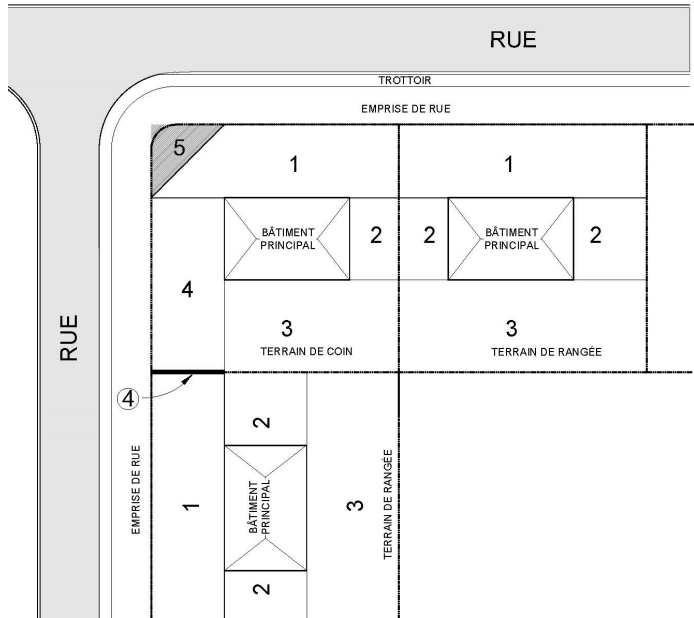 RUE
TROTTOIR
EMPRISE DE RUE
5
1
1
BÂTIMENT
PRINCIPAL
2
2
BÂTIMENT
PRINCIPAL
2
4
3
TERRAIN DE COIN
3
TERRAIN DE RANGÉE
RUE
4
EMPRISE DE RUE
1
2
BÂTIMENT
PRINCIPAL
2
3
TERRAIN DE RANGÉE